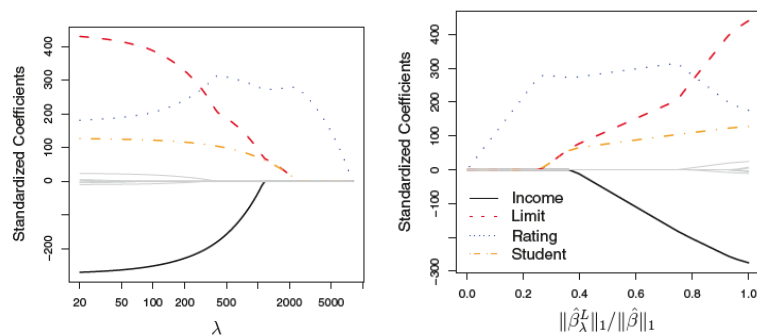 Standardized Coefficients
400
300
200
100
0
-200
20 50 100 200 500 2000 5000
λ
Standardized Coefficients
400
300
200
100
0
-100
-300
Income
Limit
Rating
Student
0.0 0.2 0.4 0.6 0.8 1.0
‖β̂λᴸ‖₁/‖β̂‖₁